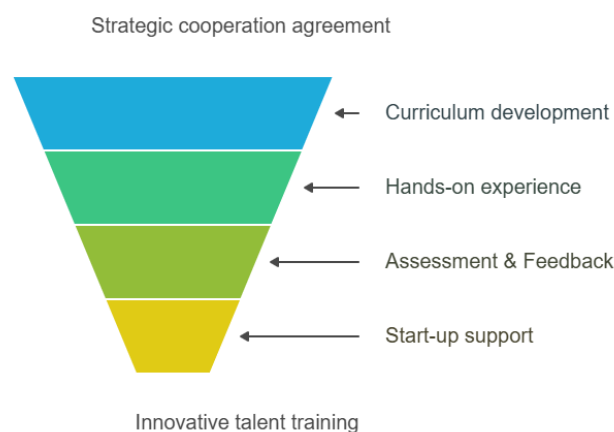 Strategic cooperation agreement
Curriculum development
Hands-on experience
Assessment & Feedback
Start-up support
Innovative talent training